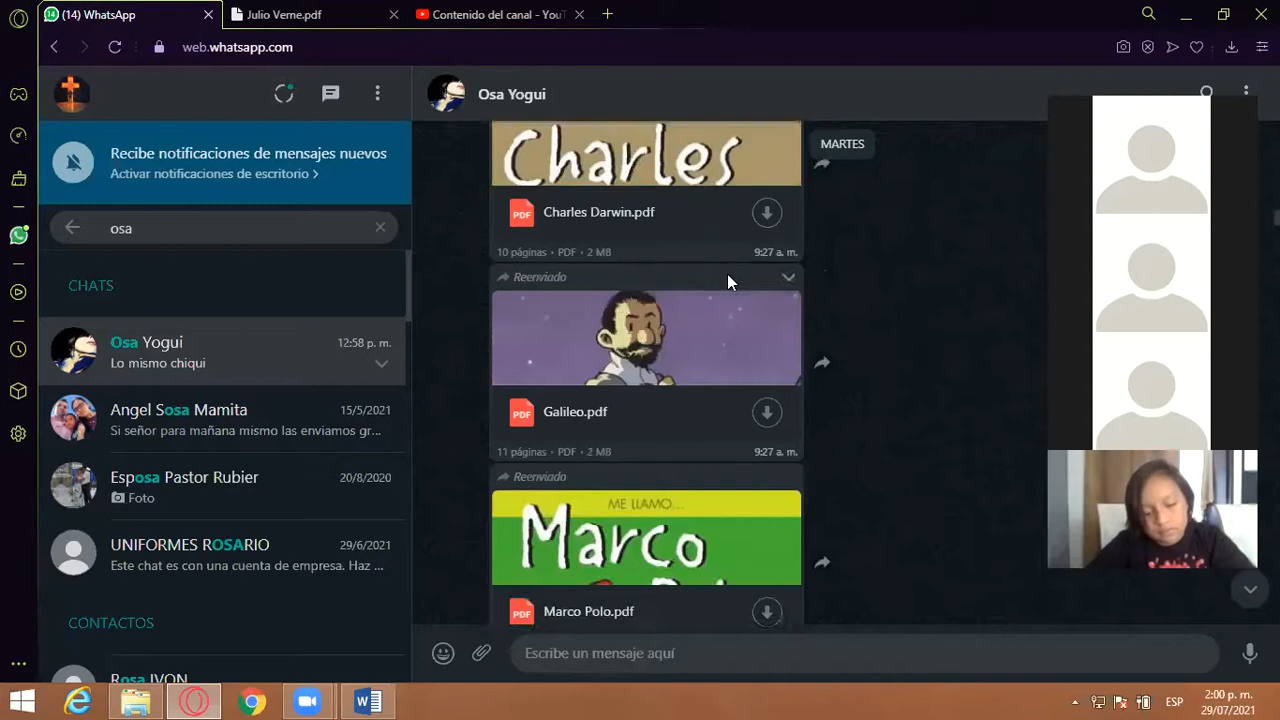 (14) WhatsApp
Julio Verne.pdf
Contenido del canal - YouT
web.whatsapp.com
Osa Yogui
Recibe notificaciones de mensajes nuevos
Activar notificaciones de escritorio
osa
CHATS
Osa Yogui
12:58 p. m.
Lo mismo chiqui
Angel Sosa Mamita
15/5/2021
Si señor para mañana mismo las enviamos gr...
Esposa Pastor Rubier
20/8/2020
Foto
UNIFORMES ROSARIO
29/6/2021
Este chat es con una cuenta de empresa. Haz ...
CONTACTOS
Rosa IVON
MARTES
Charles
PDF
Charles Darwin.pdf
10 páginas • PDF • 2 MB
9:27 a. m.
Reenviado
PDF
Galileo.pdf
11 páginas • PDF • 2 MB
9:27 a. m.
Reenviado
ME LLAMO...
Marco
PDF
Marco Polo.pdf
Escribe un mensaje aquí
ESP
2:00 p. m.
29/07/2021